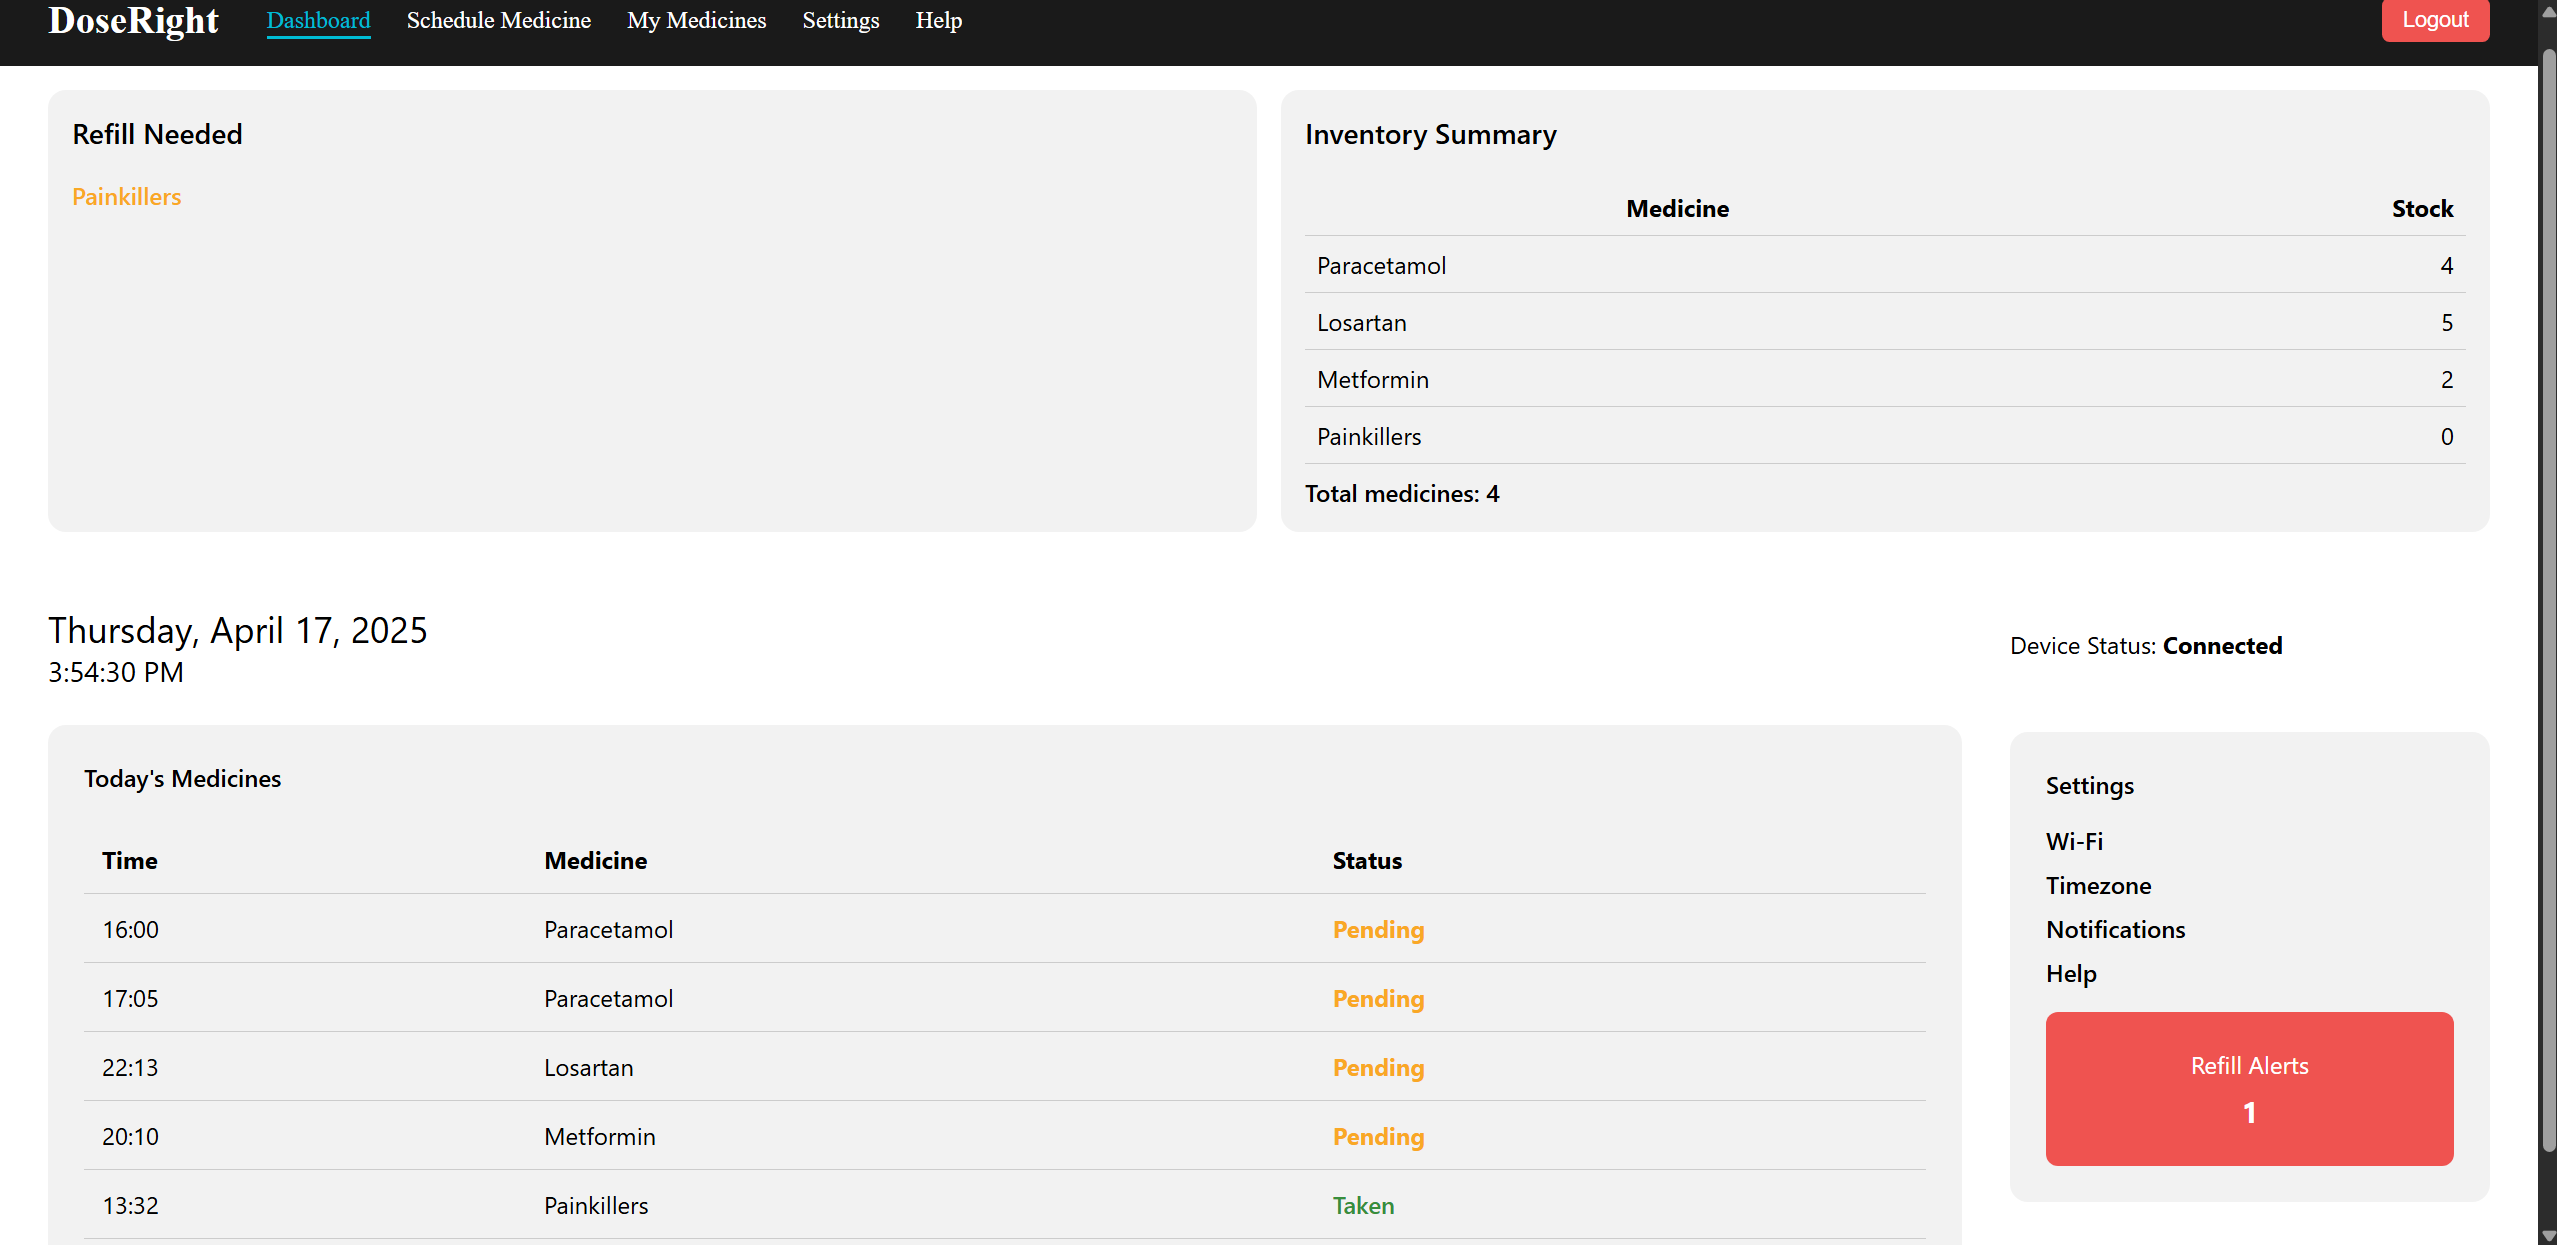 DoseRight Dashboard Schedule Medicine My Medicines Settings Help Logout
Refill Needed
Painkillers
Inventory Summary
Medicine Stock
Paracetamol 4
Losartan 5
Metformin 2
Painkillers 0
Total medicines: 4
Thursday, April 17, 2025
3:54:30 PM
Device Status: Connected
Today's Medicines
Time Medicine Status
16:00 Paracetamol Pending
17:05 Paracetamol Pending
22:13 Losartan Pending
20:10 Metformin Pending
13:32 Painkillers Taken
Settings
Wi-Fi
Timezone
Notifications
Help
Refill Alerts
1